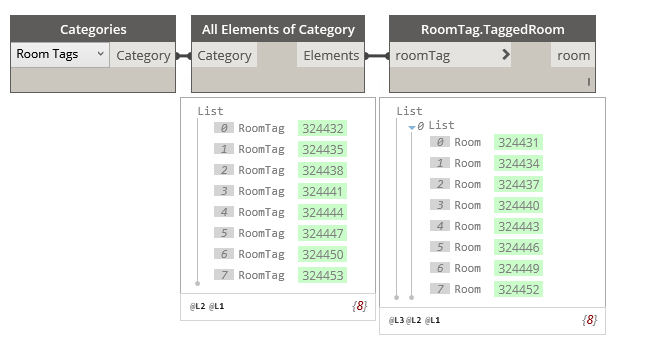 Categories
Room Tags Category
All Elements of Category
Category Elements
RoomTag.TaggedRoom
roomTag > room
l
List
0 RoomTag 324432
1 RoomTag 324435
2 RoomTag 324438
3 RoomTag 324441
4 RoomTag 324444
5 RoomTag 324447
6 RoomTag 324450
7 RoomTag 324453
@L2 @L1 {8}
List
0 List
0 Room 324431
1 Room 324434
2 Room 324437
3 Room 324440
4 Room 324443
5 Room 324446
6 Room 324449
7 Room 324452
@L3 @L2 @L1 {8}